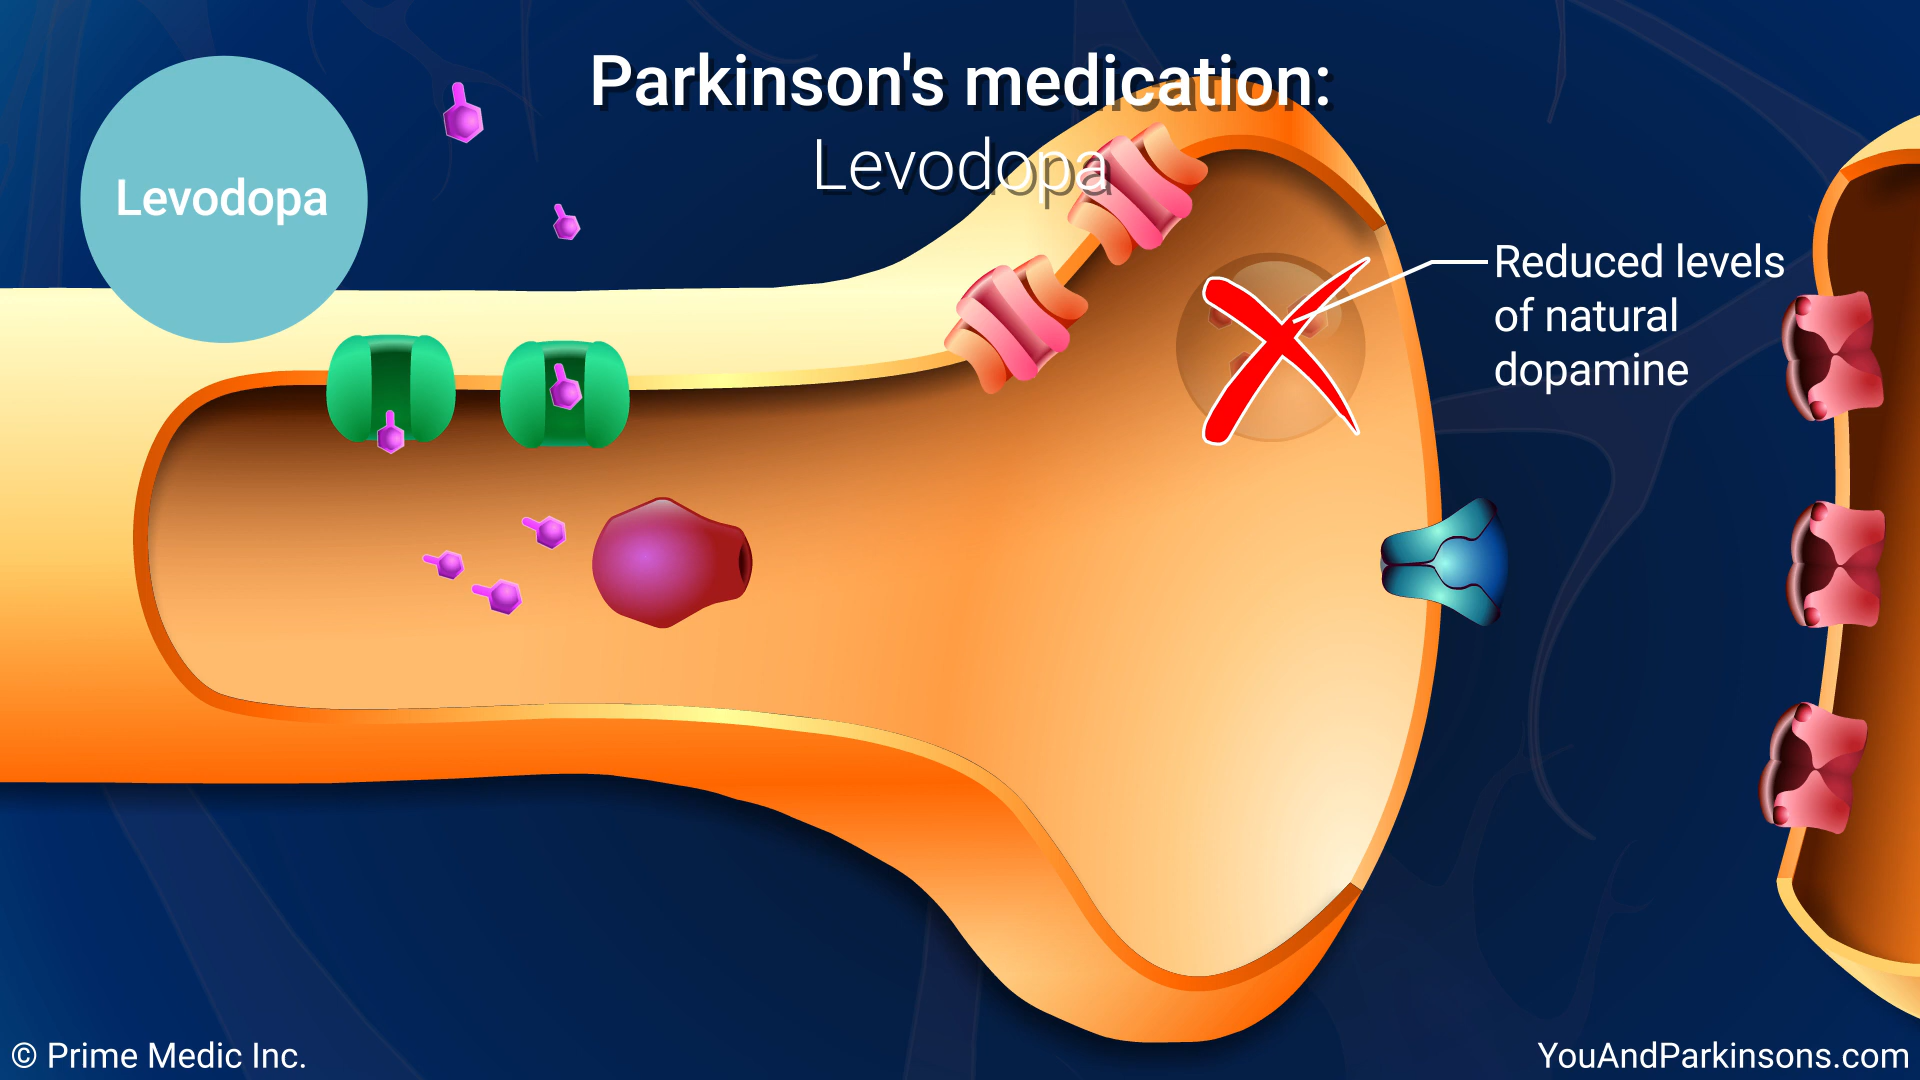 Parkinson's medication:
Levodopa
Levodopa
Reduced levels
of natural
dopamine
© Prime Medic Inc.
YouAndParkinsons.com